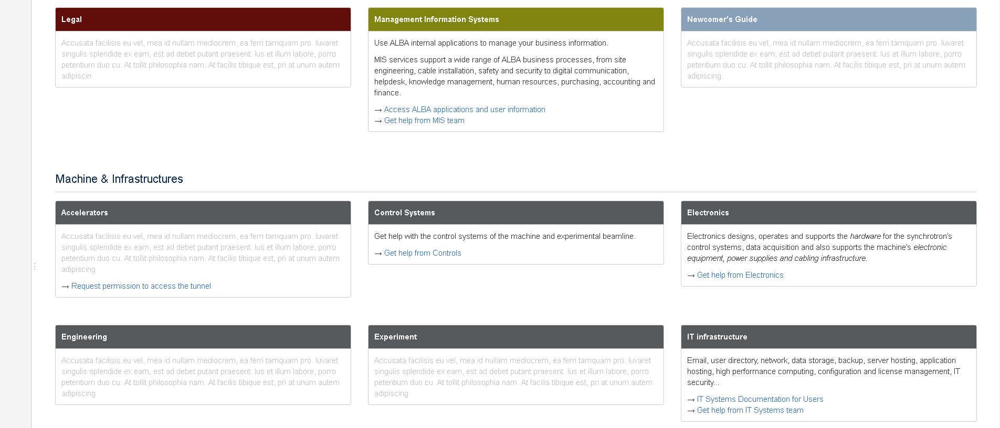 Legal
Accusata facilisis eu vel, mea id nullam mediocrem, ea ferri tamquam pro. Iuvaret
singulis splendide ex eam, est ad debet putant praesent. Ius et illum labore, porro
petentium duo cu. At tollit philosophia nam. At facilis tibique est, pri at unum autem
adipiscin
Management Information Systems
Use ALBA internal applications to manage your business information.
MIS services support a wide range of ALBA business processes, from site
engineering, cable installation, safety and security to digital communication,
helpdesk, knowledge management, human resources, purchasing, accounting and
finance.
→ Access ALBA applications and user information
→ Get help from MIS team
Newcomer's Guide
Accusata facilisis eu vel, mea id nullam mediocrem, ea ferri tamquam pro. Iuvaret
singulis splendide ex eam, est ad debet putant praesent. Ius et illum labore, porro
petentium duo cu. At tollit philosophia nam. At facilis tibique est, pri at unum autem
adipiscing.
Machine & Infrastructures
Accelerators
Accusata facilisis eu vel, mea id nullam mediocrem, ea ferri tamquam pro. Iuvaret
singulis splendide ex eam, est ad debet putant praesent. Ius et illum labore, porro
petentium duo cu. At tollit philosophia nam. At facilis tibique est, pri at unum autem
adipiscing
→ Request permission to access the tunnel
Control Systems
Get help with the control systems of the machine and experimental beamline.
→ Get help from Controls
Electronics
Electronics designs, operates and supports the hardware for the synchrotron's
control systems, data acquisition and also supports the machine's electronic
equipment, power supplies and cabling infrastructure.
→ Get help from Electronics
Engineering
Accusata facilisis eu vel, mea id nullam mediocrem, ea ferri tamquam pro. Iuvaret
singulis splendide ex eam, est ad debet putant praesent. Ius et illum labore, porro
petentium duo cu. At tollit philosophia nam. At facilis tibique est, pri at unum autem
adipiscing
Experiment
Accusata facilisis eu vel, mea id nullam mediocrem, ea ferri tamquam pro. Iuvaret
singulis splendide ex eam, est ad debet putant praesent. Ius et illum labore, porro
petentium duo cu. At tollit philosophia nam. At facilis tibique est, pri at unum autem
adipiscing
IT infrastructure
Email, user directory, network, data storage, backup, server hosting, application
hosting, high performance computing, configuration and license management, IT
security...
→ IT Systems Documentation for Users
→ Get help from IT Systems team